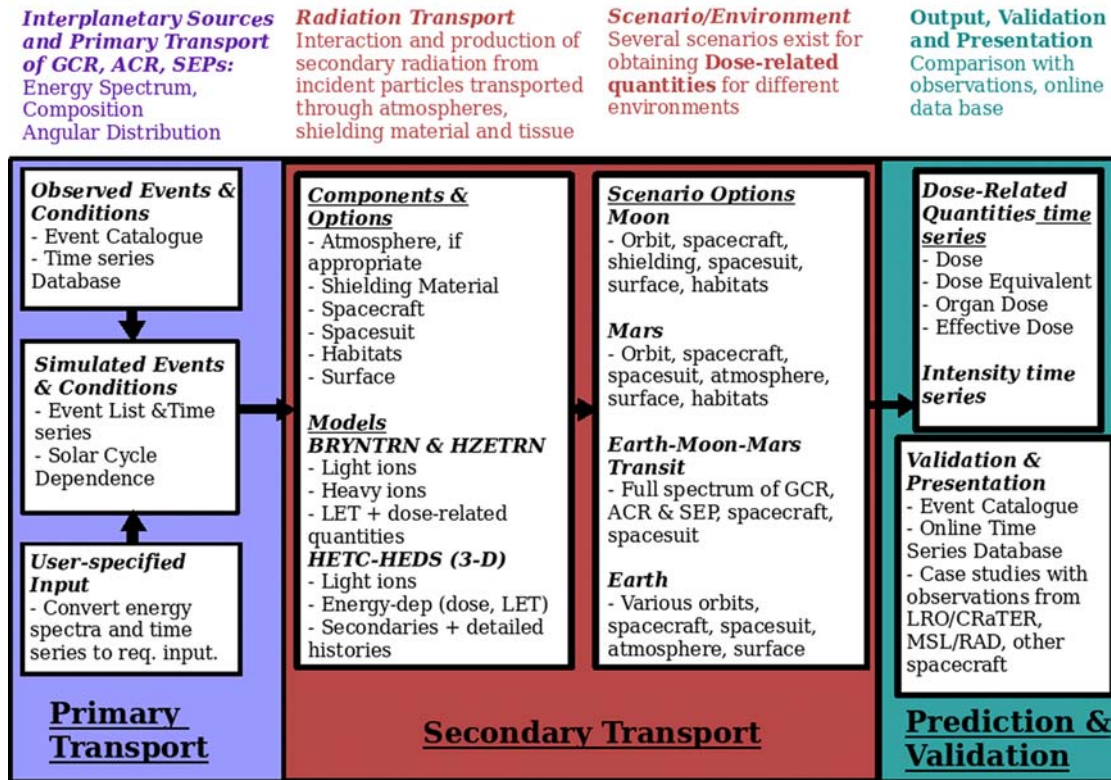 Interplanetary Sources
and Primary Transport
of GCR, ACR, SEPs:
Energy Spectrum,
Composition
Angular Distribution
Radiation Transport
Interaction and production of
secondary radiation from
incident particles transported
through atmospheres,
shielding material and tissue
Scenario/Environment
Several scenarios exist for
obtaining Dose-related
quantities for different
environments
Output, Validation
and Presentation
Comparison with
observations, online
data base
Observed Events &
Conditions
- Event Catalogue
- Time series
Database
Simulated Events
& Conditions
- Event List &Time
series
- Solar Cycle
Dependence
User-specified
Input
- Convert energy
spectra and time
series to req. input.
Primary
Transport
Components &
Options
- Atmosphere, if
appropriate
- Shielding Material
- Spacecraft
- Spacesuit
- Habitats
- Surface
Models
BRYNTRN & HZETRN
- Light ions
- Heavy ions
- LET + dose-related
quantities
HETC-HEDS (3-D)
- Light ions
- Energy-dep (dose, LET)
- Secondaries + detailed
histories
Scenario Options
Moon
- Orbit, spacecraft,
shielding, spacesuit,
surface, habitats
Mars
- Orbit, spacecraft,
spacesuit, atmosphere,
surface, habitats
Earth-Moon-Mars
Transit
- Full spectrum of GCR,
ACR & SEP, spacecraft,
spacesuit
Earth
- Various orbits,
spacecraft, spacesuit,
atmosphere, surface
Secondary Transport
Dose-Related
Quantities time
series
- Dose
- Dose Equivalent
- Organ Dose
- Effective Dose
Intensity time
series
Validation &
Presentation
- Event Catalogue
- Online Time
Series Database
- Case studies with
observations from
LRO/CRaTER,
MSL/RAD, other
spacecraft
Prediction &
Validation